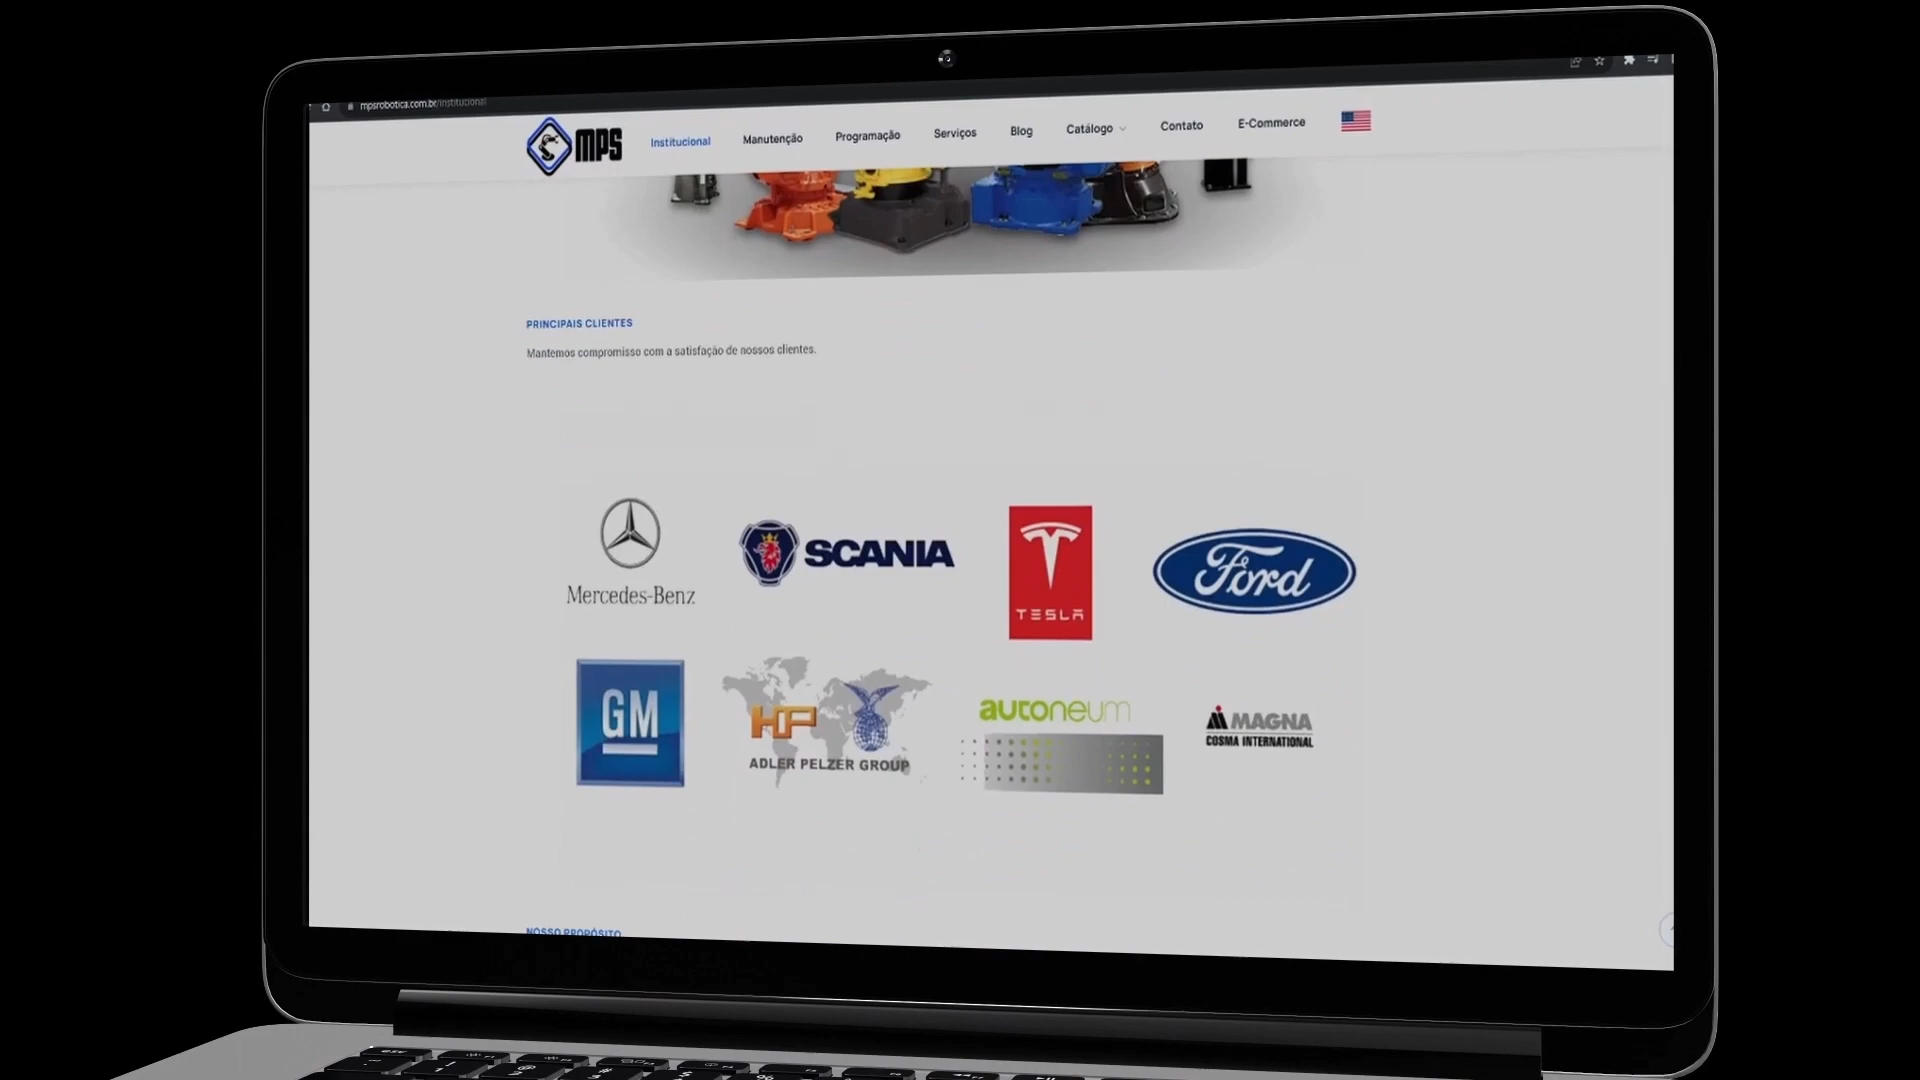 mpsrobotica.com.br/institucional
MPS
Institucional
Manutenção
Programação
Serviços
Blog
Catálogo
Contato
E-Commerce
PRINCIPAIS CLIENTES
Mantemos compromisso com a satisfação de nossos clientes.
Mercedes-Benz
SCANIA
TESLA
Ford
GM
HP
ADLER PELZER GROUP
autoneum
MAGNA
COSMA INTERNATIONAL
NOSSO PROPÓSITO
esc